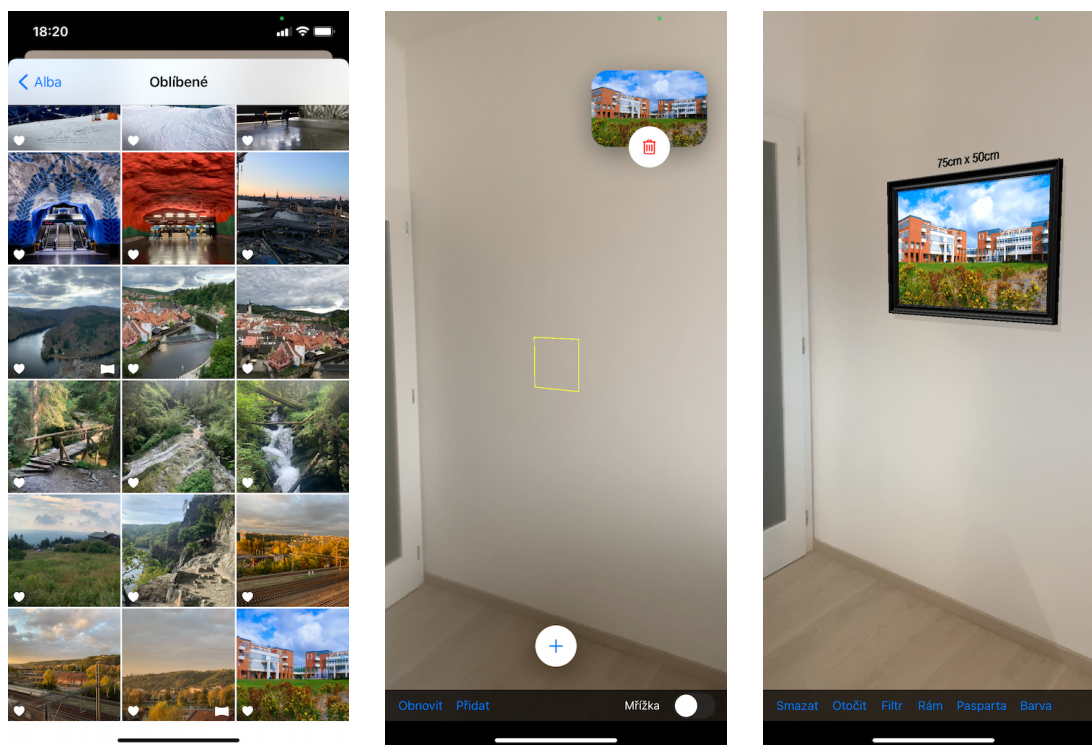 18:20
Alba
Oblíbené
Obnovit Přidat Mřížka
75cm x 50cm
Smazat Otočit Filtr Rám Pasparta Barva